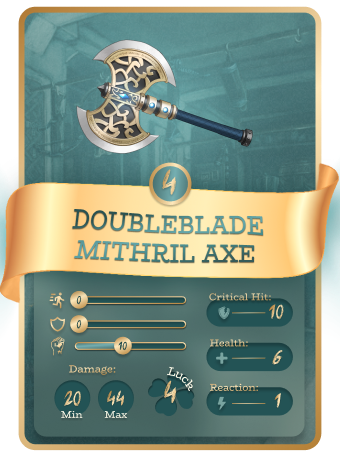 4
DOUBLEBLADE
MITHRIL AXE
0
0
10
Damage:
20
44
Min
Max
Luck
4
Critical Hit:
10
Health:
6
Reaction:
1